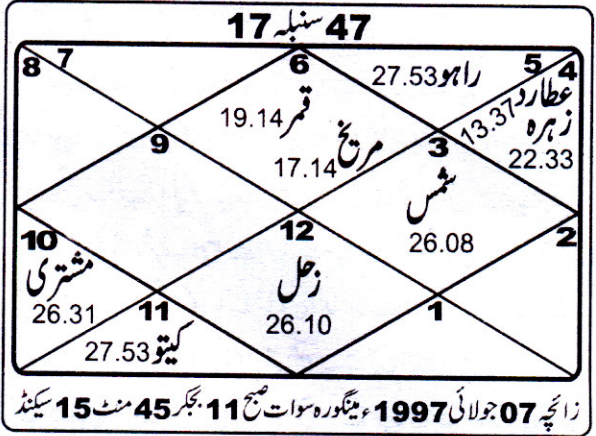 47 سنبلہ 17
8 7
6
5 4
راہو 27.53
عطارد 13.37
قمر 19.14
زہرہ 22.33
مریخ 17.14
9
3
شمس 26.08
12
2
10
مشتری 26.31
زحل 26.10
11
1
کیتو 27.53
زائچہ 07 جولائی 1997ء مینگورہ سوات صبح 11 بجکر 45 منٹ 15 سیکنڈ